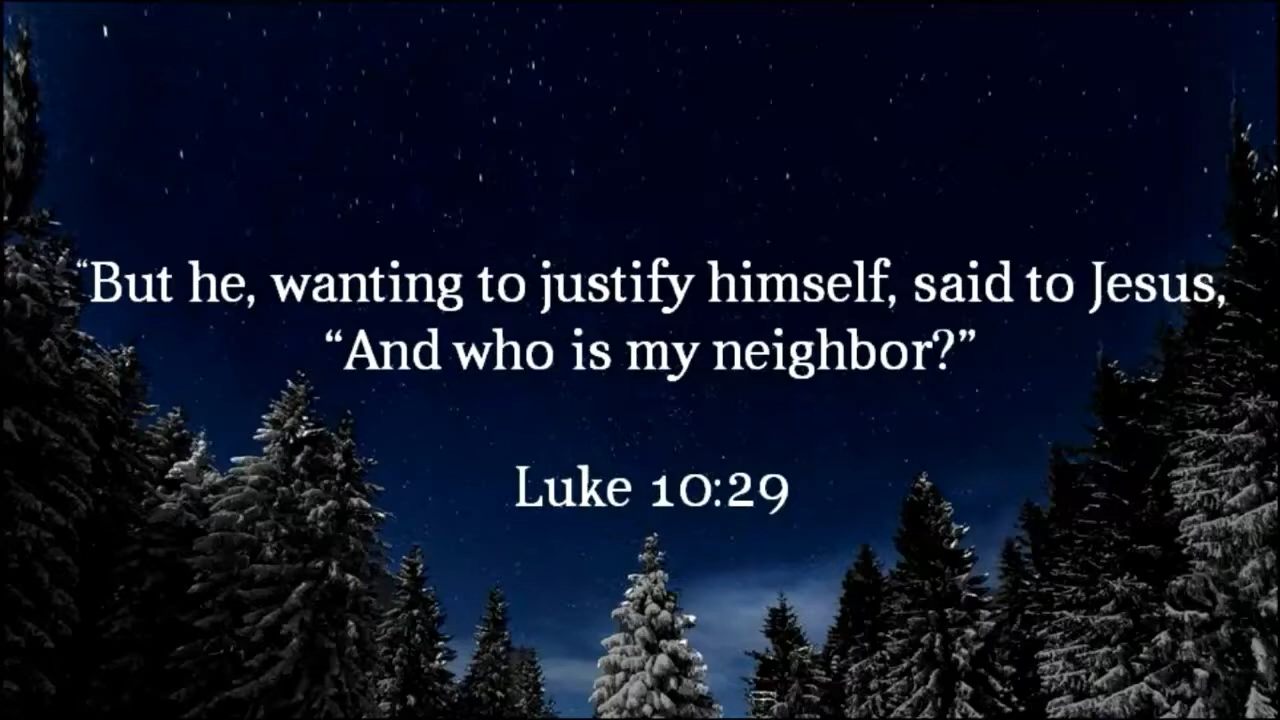 “But he, wanting to justify himself, said to Jesus,
“And who is my neighbor?”
Luke 10:29